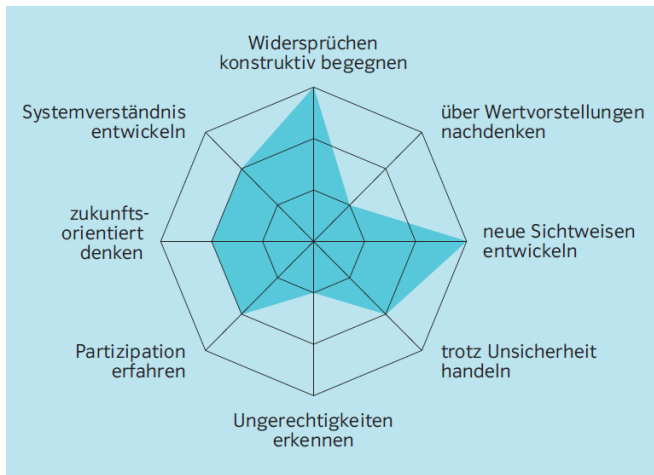 Widersprüchen
konstruktiv begegnen
Systemverständnis
entwickeln
über Wertvorstellungen
nachdenken
zukunfts-
orientiert
denken
neue Sichtweisen
entwickeln
Partizipation
erfahren
trotz Unsicherheit
handeln
Ungerechtigkeiten
erkennen